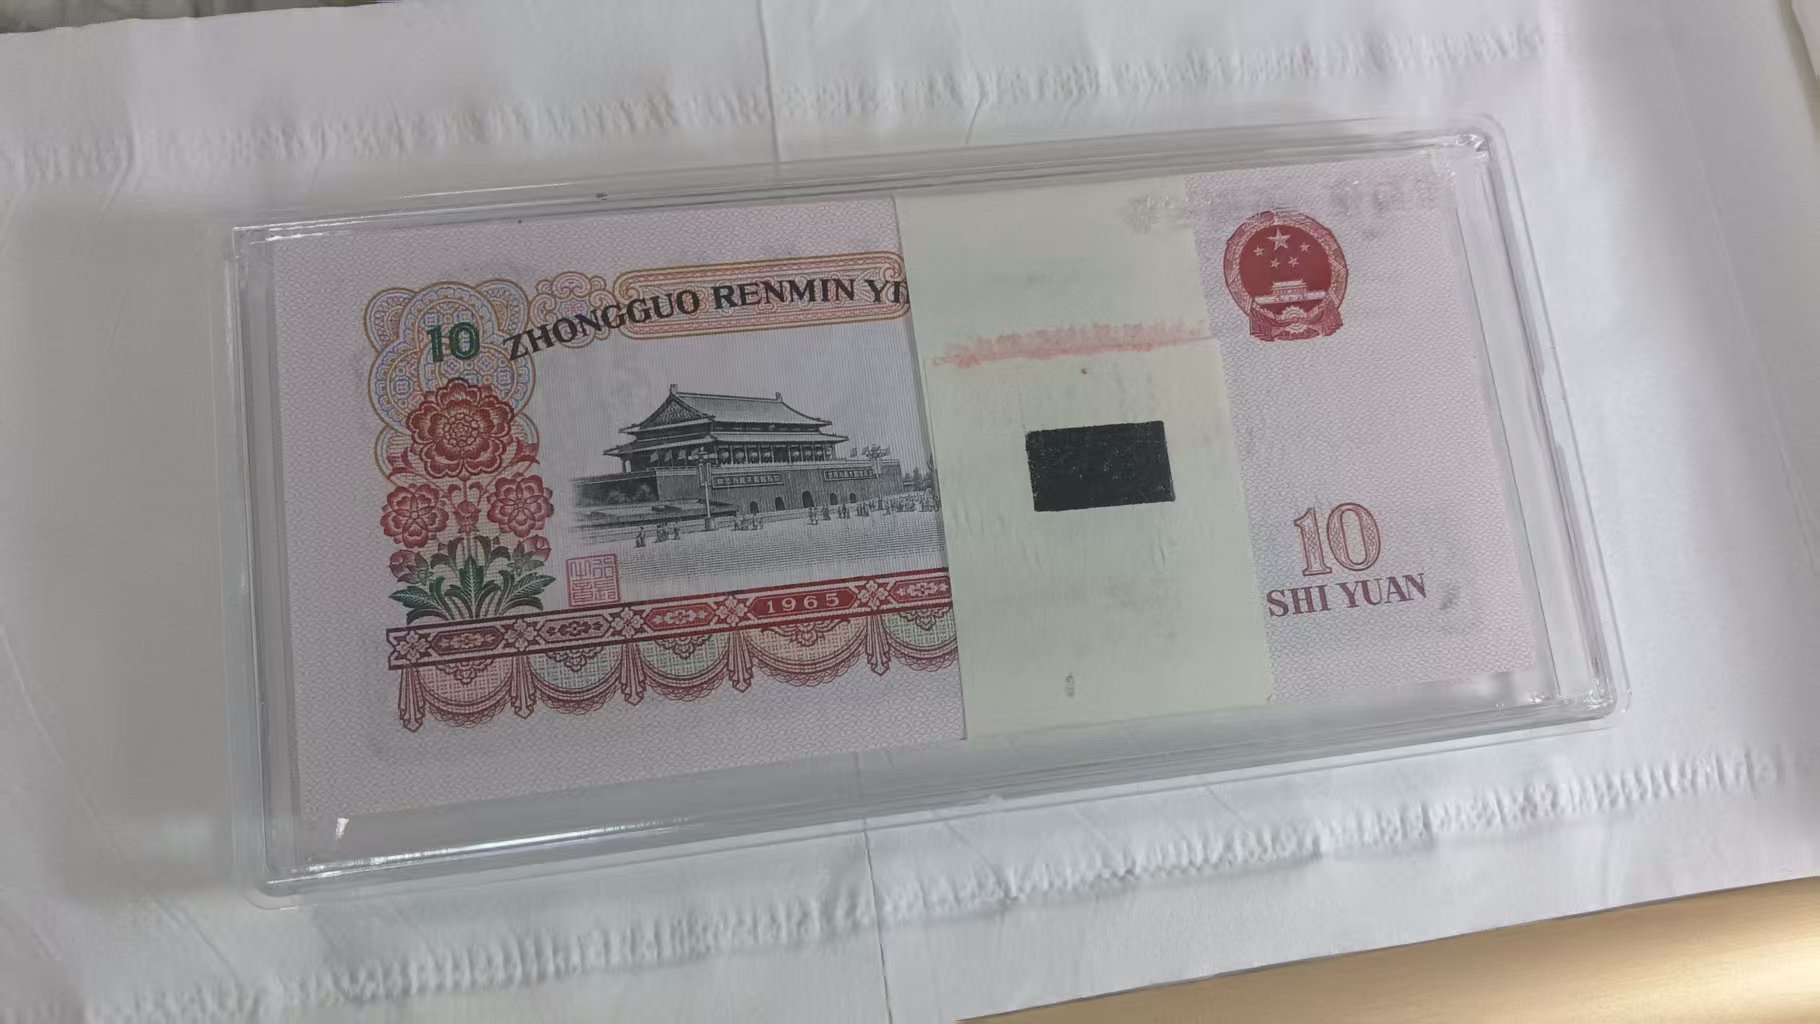 10 ZHONGGUO RENMIN YI
1965
10
SHI YUAN